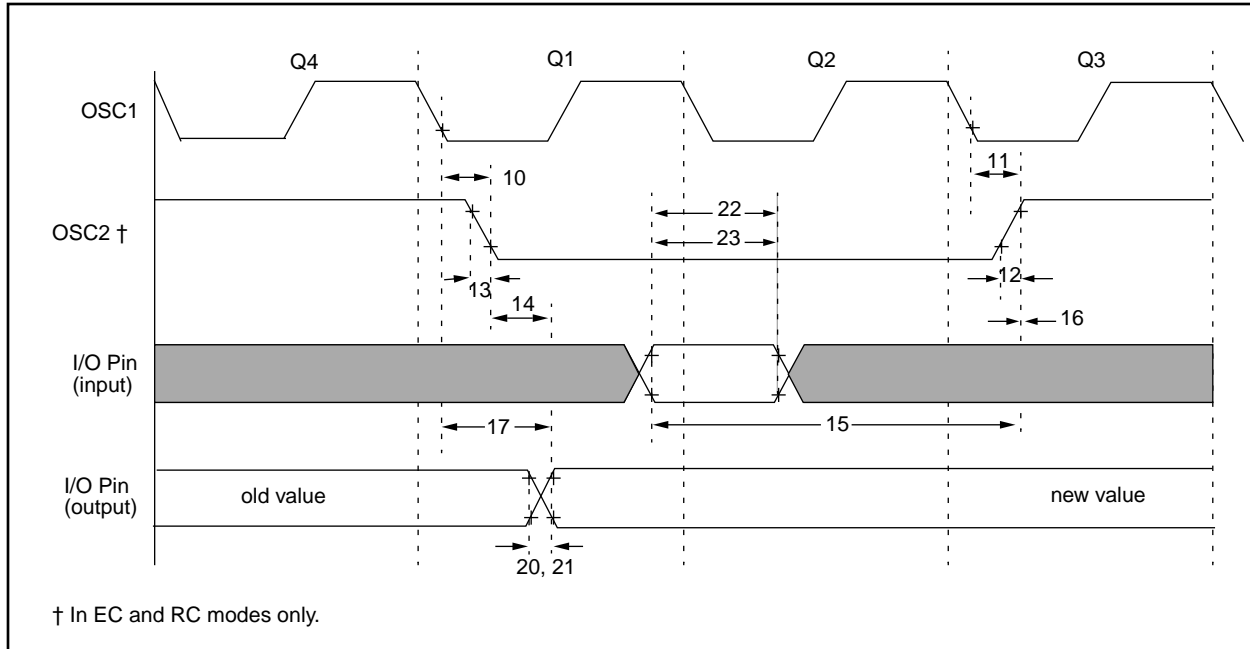 Q4 Q1 Q2 Q3
OSC1
10 11
22
OSC2 †
23
13 12
14
16
I/O Pin
(input)
17 15
I/O Pin
(output)
old value new value
20, 21
† In EC and RC modes only.